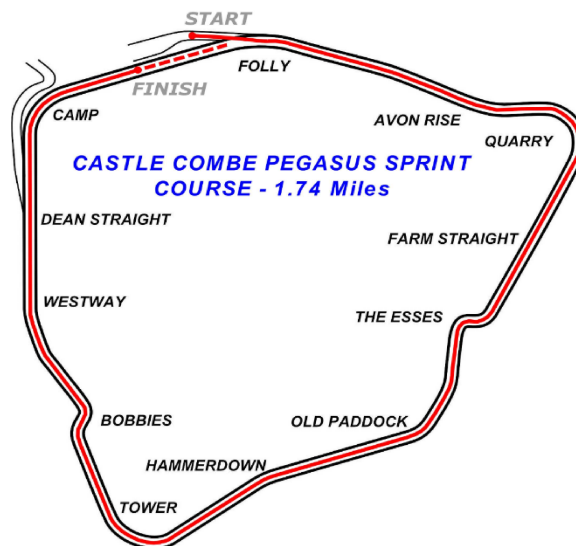 START
FOLLY
FINISH
CAMP
AVON RISE
QUARRY
CASTLE COMBE PEGASUS SPRINT
COURSE - 1.74 Miles
DEAN STRAIGHT
FARM STRAIGHT
WESTWAY
THE ESSES
BOBBIES
OLD PADDOCK
HAMMERDOWN
TOWER